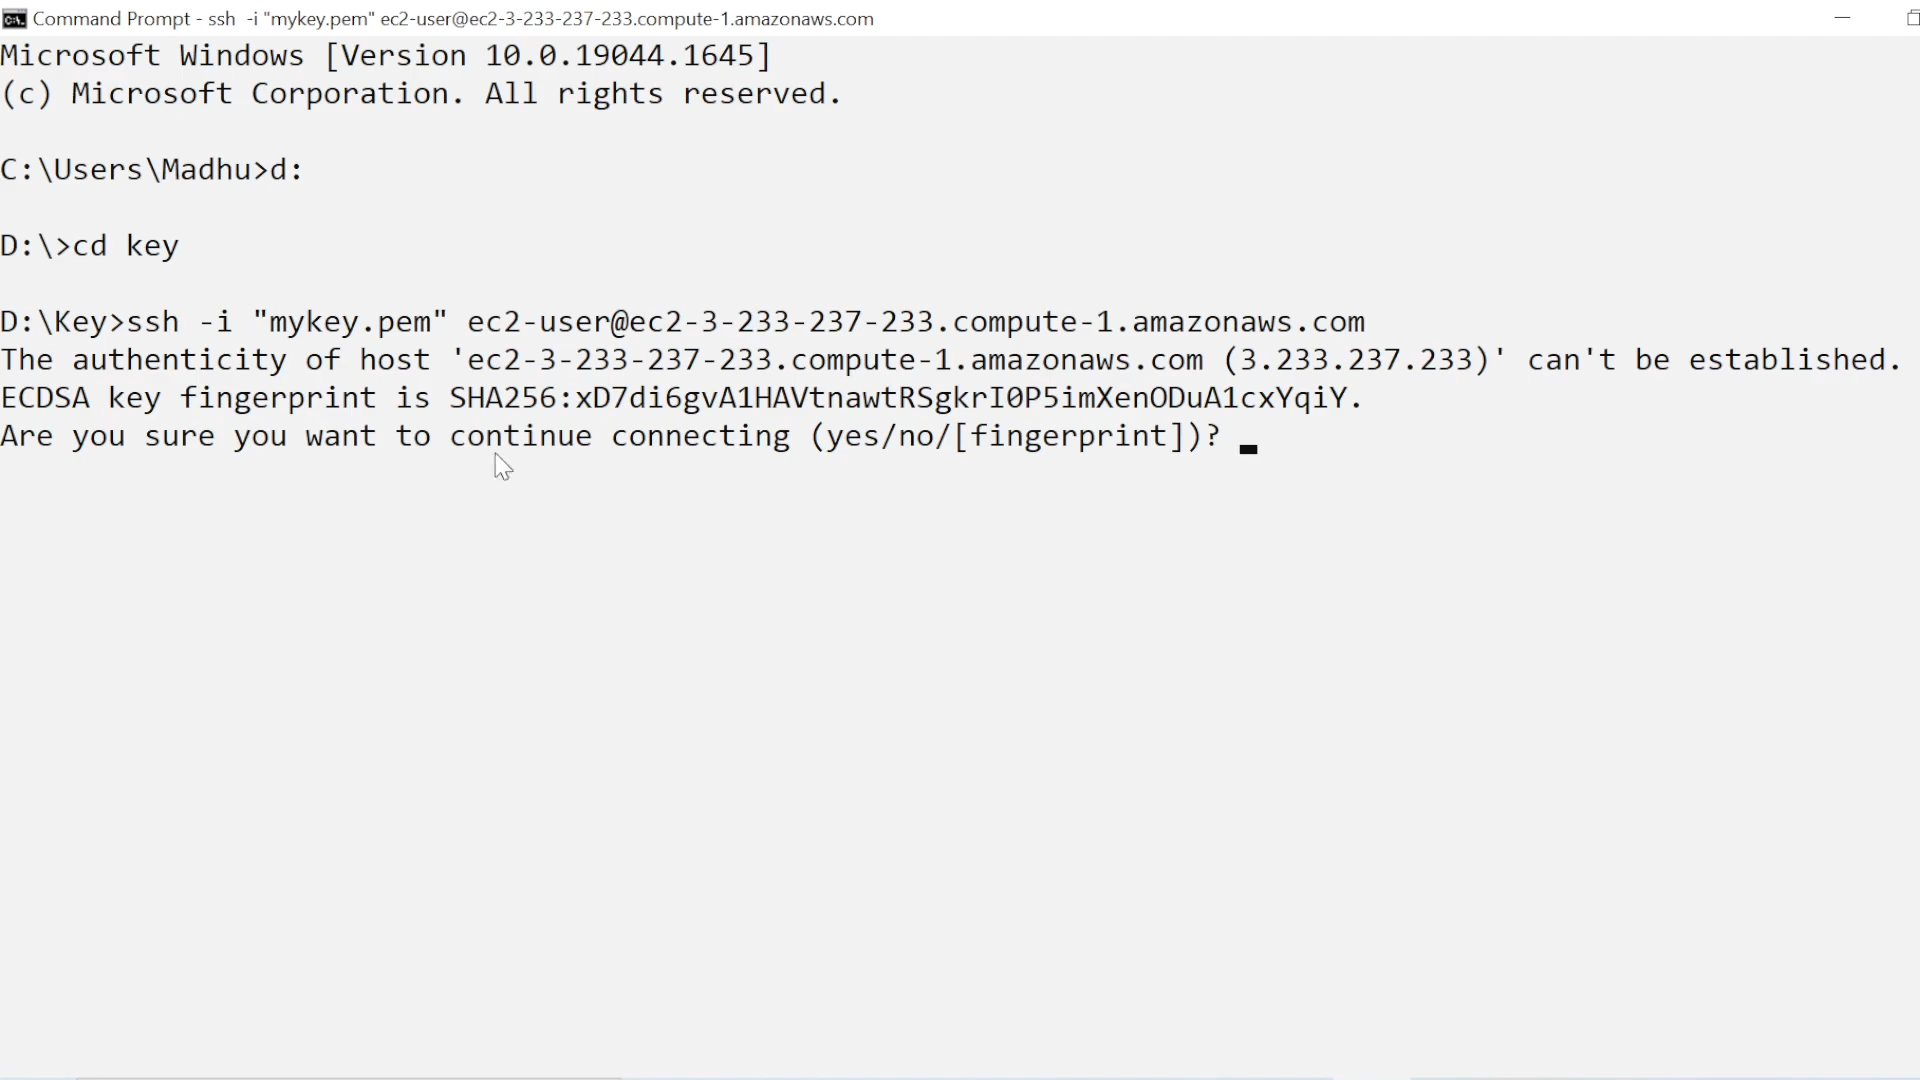 Command Prompt - ssh  -i "mykey.pem" ec2-user@ec2-3-233-237-233.compute-1.amazonaws.com
Microsoft Windows [Version 10.0.19044.1645]
(c) Microsoft Corporation. All rights reserved.
C:\Users\Madhu>d:
D:\>cd key
D:\Key>ssh -i "mykey.pem" ec2-user@ec2-3-233-237-233.compute-1.amazonaws.com
The authenticity of host 'ec2-3-233-237-233.compute-1.amazonaws.com (3.233.237.233)' can't be established.
ECDSA key fingerprint is SHA256:xD7di6gvA1HAVtnawtRSgkrI0P5imXenODuA1cxYqiY.
Are you sure you want to continue connecting (yes/no/[fingerprint])?